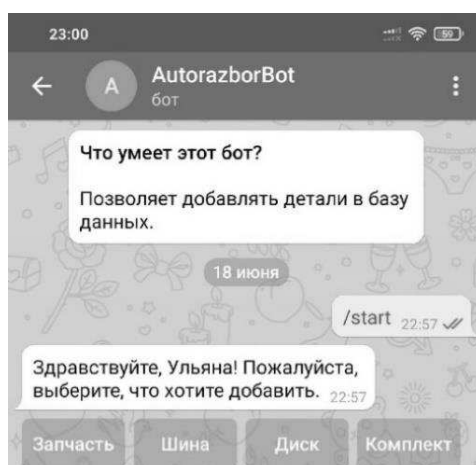 23:00
59
A
AutorazborBot
бот
Что умеет этот бот?
Позволяет добавлять детали в базу
данных.
18 июня
/start 22:57
Здравствуйте, Ульяна! Пожалуйста,
выберите, что хотите добавить. 22:57
Запчасть Шина Диск Комплект